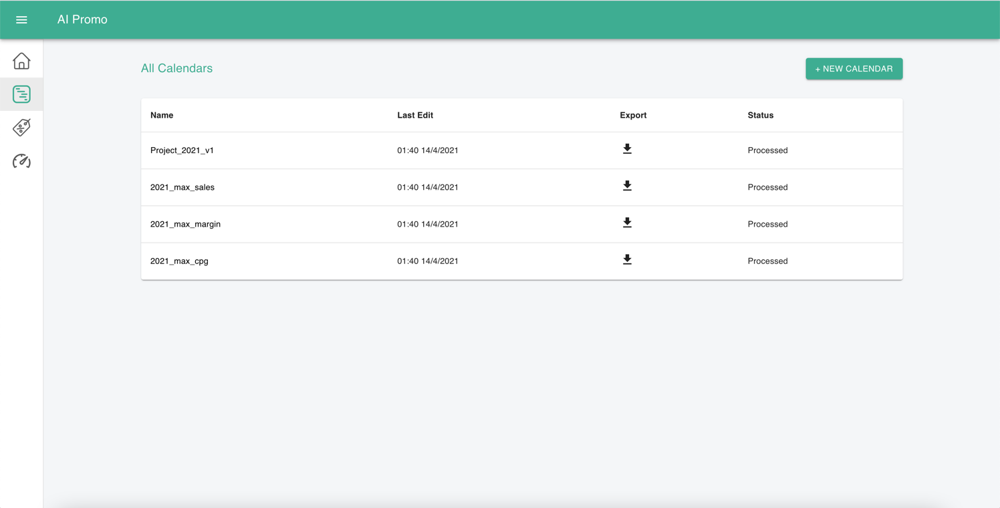 AI Promo
All Calendars
+ NEW CALENDAR
Name Last Edit Export Status
Project_2021_v1 01:40 14/4/2021 Processed
2021_max_sales 01:40 14/4/2021 Processed
2021_max_margin 01:40 14/4/2021 Processed
2021_max_cpg 01:40 14/4/2021 Processed